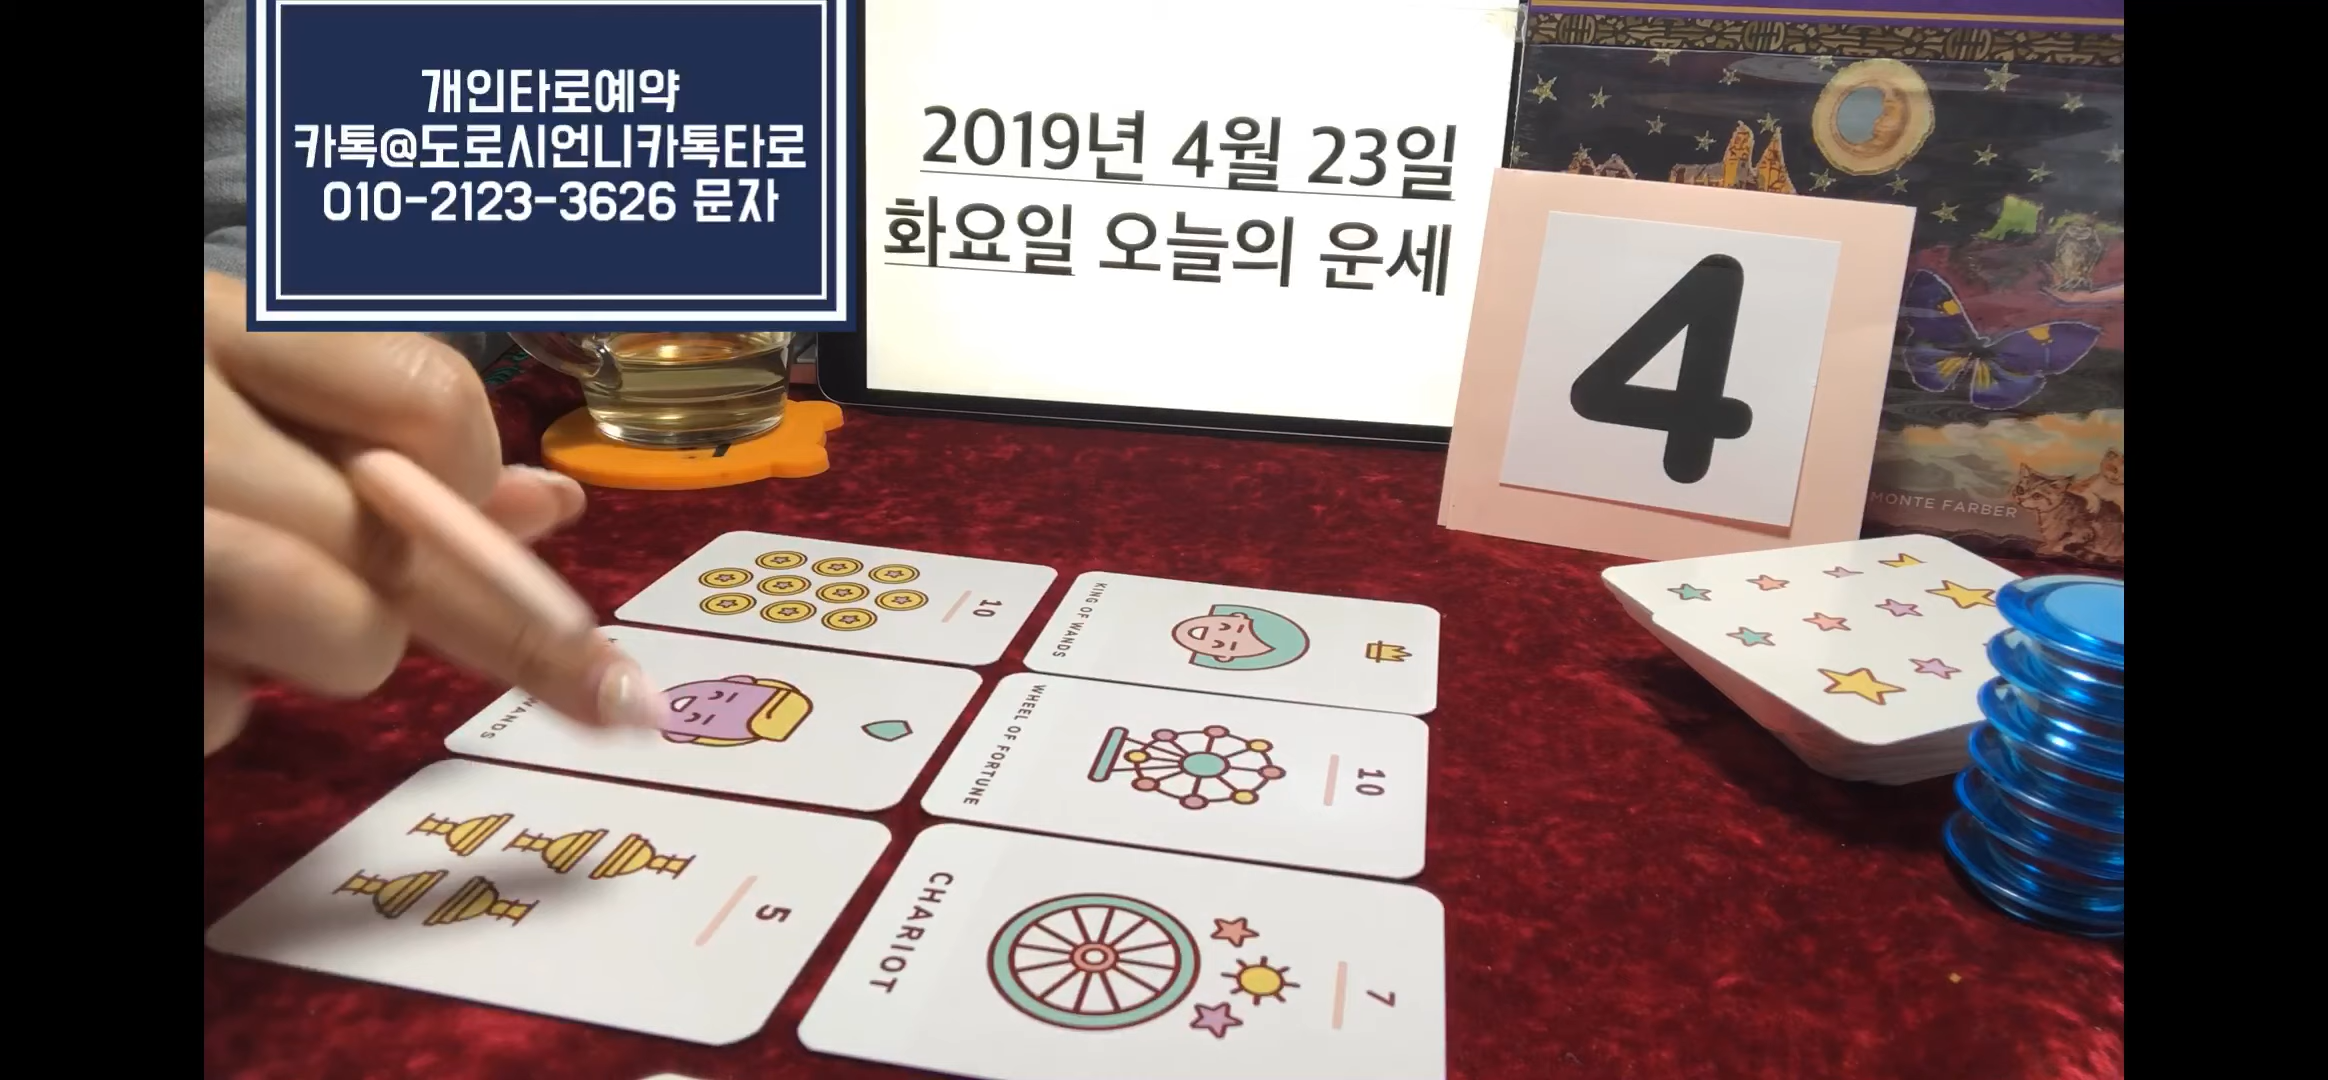 개인타로예약
카톡@도로시언니카톡타로
010-2123-3626 문자
2019년 4월 23일
화요일 오늘의 운세
4
MONTE FARBER
10
KING OF WANDS
WANDS
WHEEL OF FORTUNE
10
5
CHARIOT
7